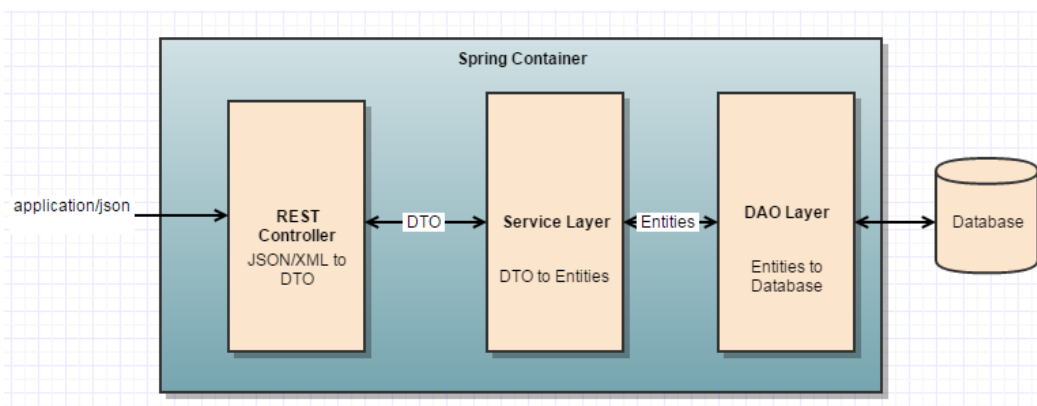 Spring Container
application/json
REST
Controller
JSON/XML to
DTO
DTO
Service Layer
DTO to Entities
Entities
DAO Layer
Entities to
Database
Database